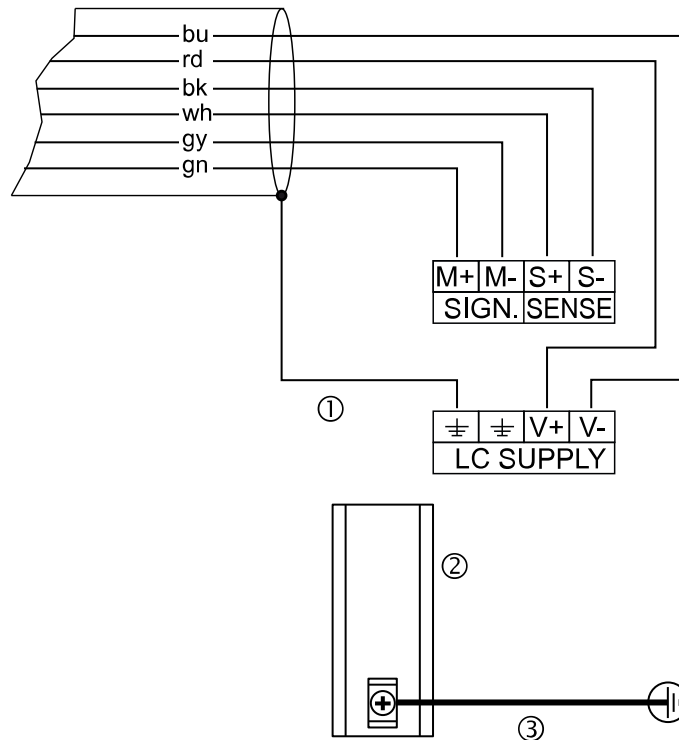 bu
rd
bk
wh
gy
gn
M+ M- S+ S-
SIGN. SENSE
①
V+ V-
LC SUPPLY
②
③